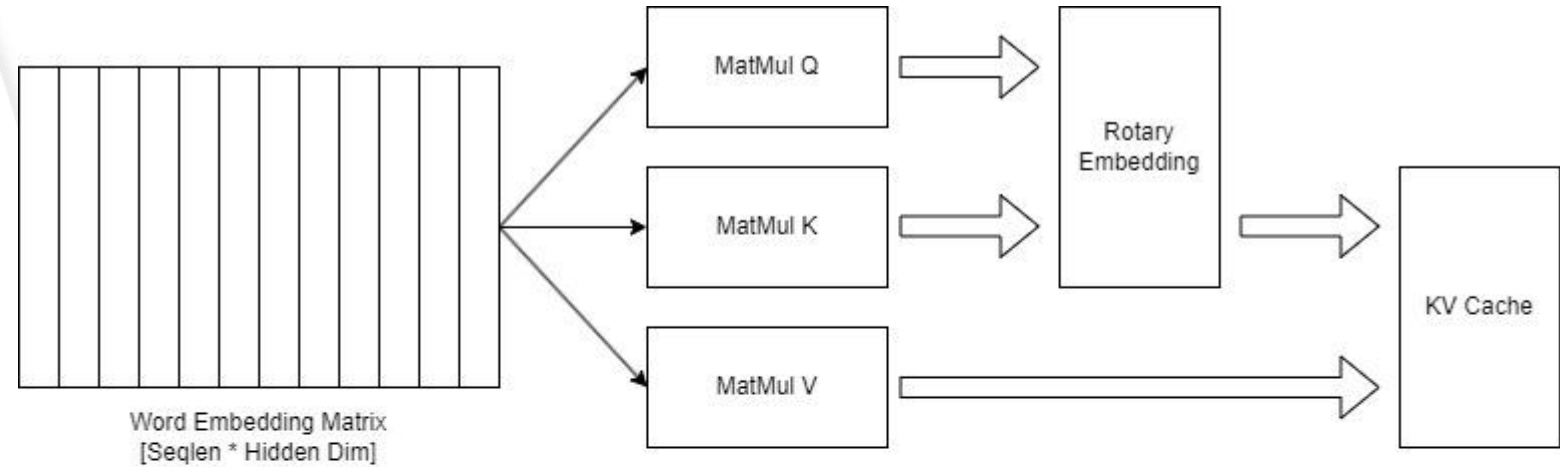 MatMul Q
Rotary
Embedding
MatMul K
KV Cache
MatMul V
Word Embedding Matrix
[Seqlen * Hidden Dim]